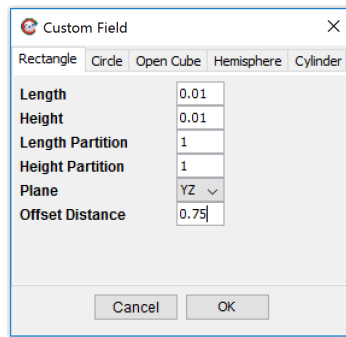 Custom Field
Rectangle Circle Open Cube Hemisphere Cylinder
Length 0.01
Height 0.01
Length Partition 1
Height Partition 1
Plane YZ
Offset Distance 0.75
Cancel OK